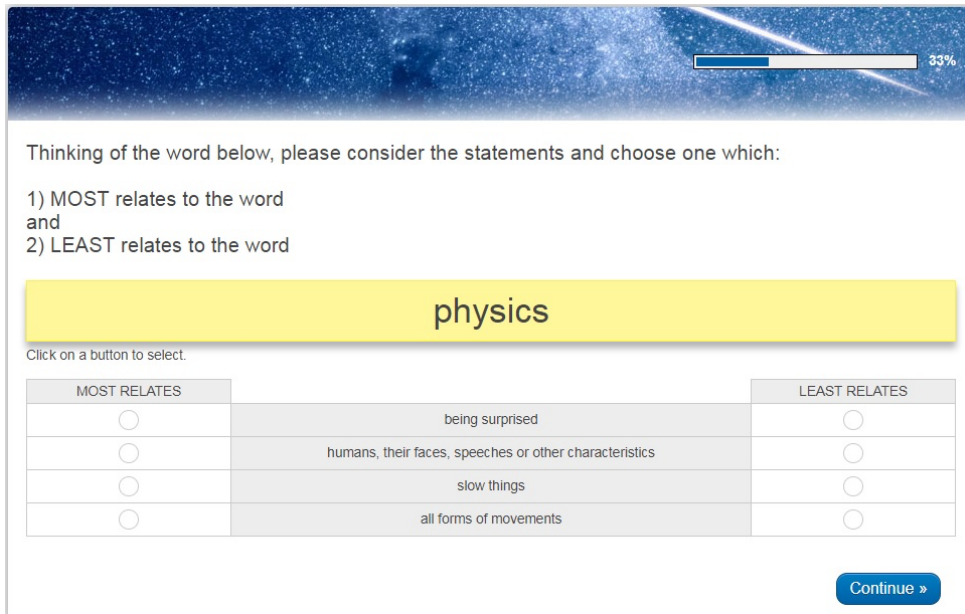 33%
Thinking of the word below, please consider the statements and choose one which:
1) MOST relates to the word
and
2) LEAST relates to the word
physics
Click on a button to select.
MOST RELATES LEAST RELATES
being surprised
humans, their faces, speeches or other characteristics
slow things
all forms of movements
Continue »